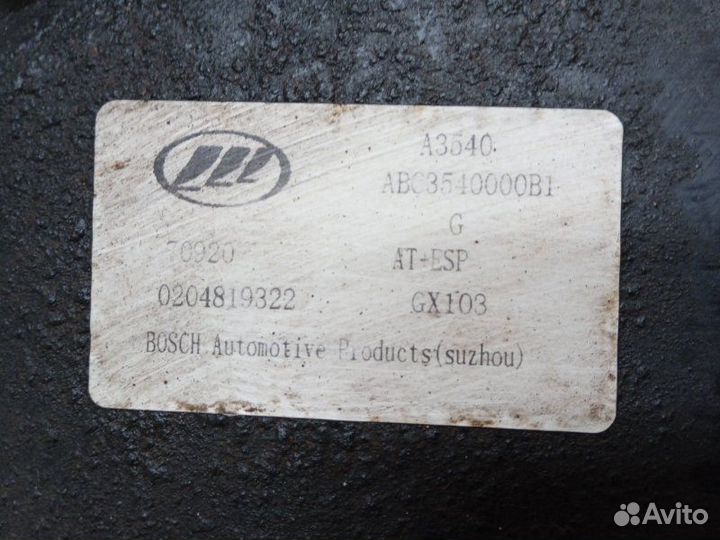 A3540
ABC3540000B1
G
70920 AT-ESP
0204819322 GX103
BOSCH Automotive Products(suzhou)
Avito